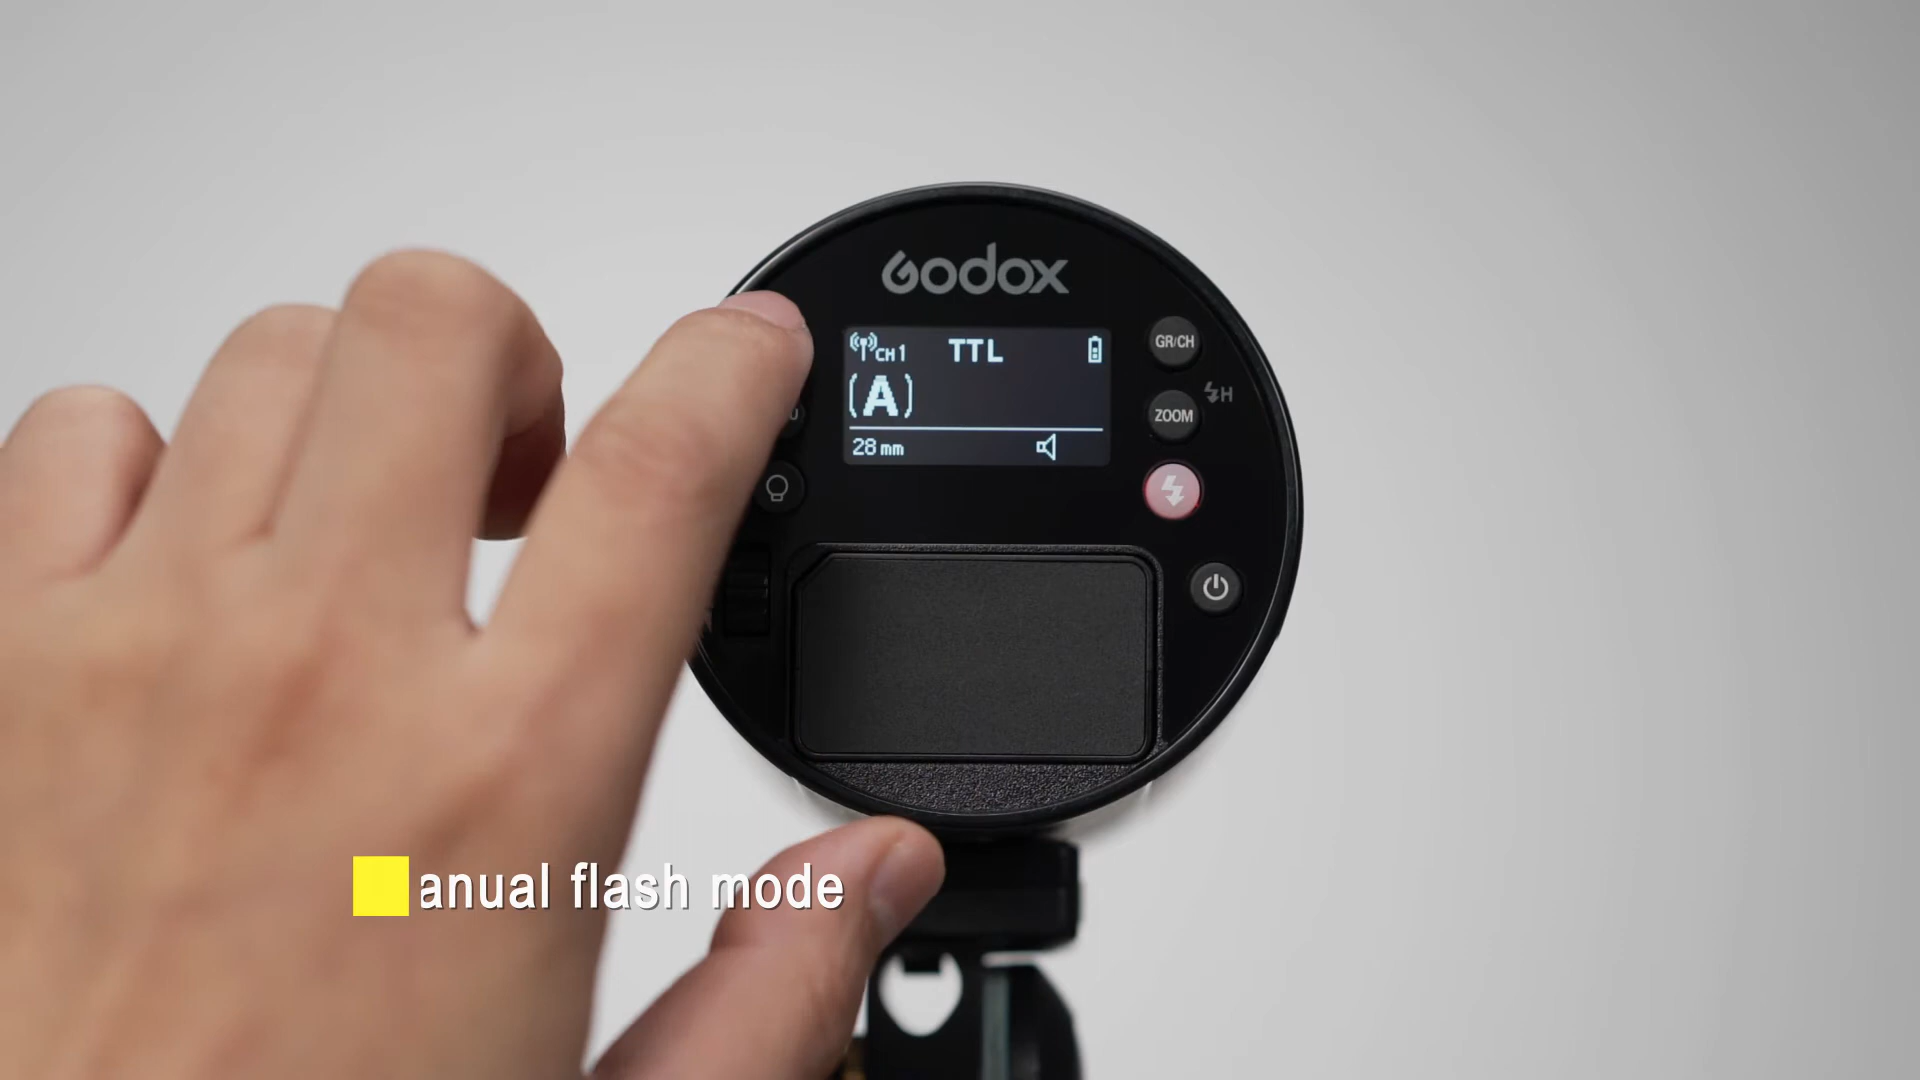 Godox
CH1 TTL
(A)
28 mm
GR/CH
ZOOM
H
anual flash mode